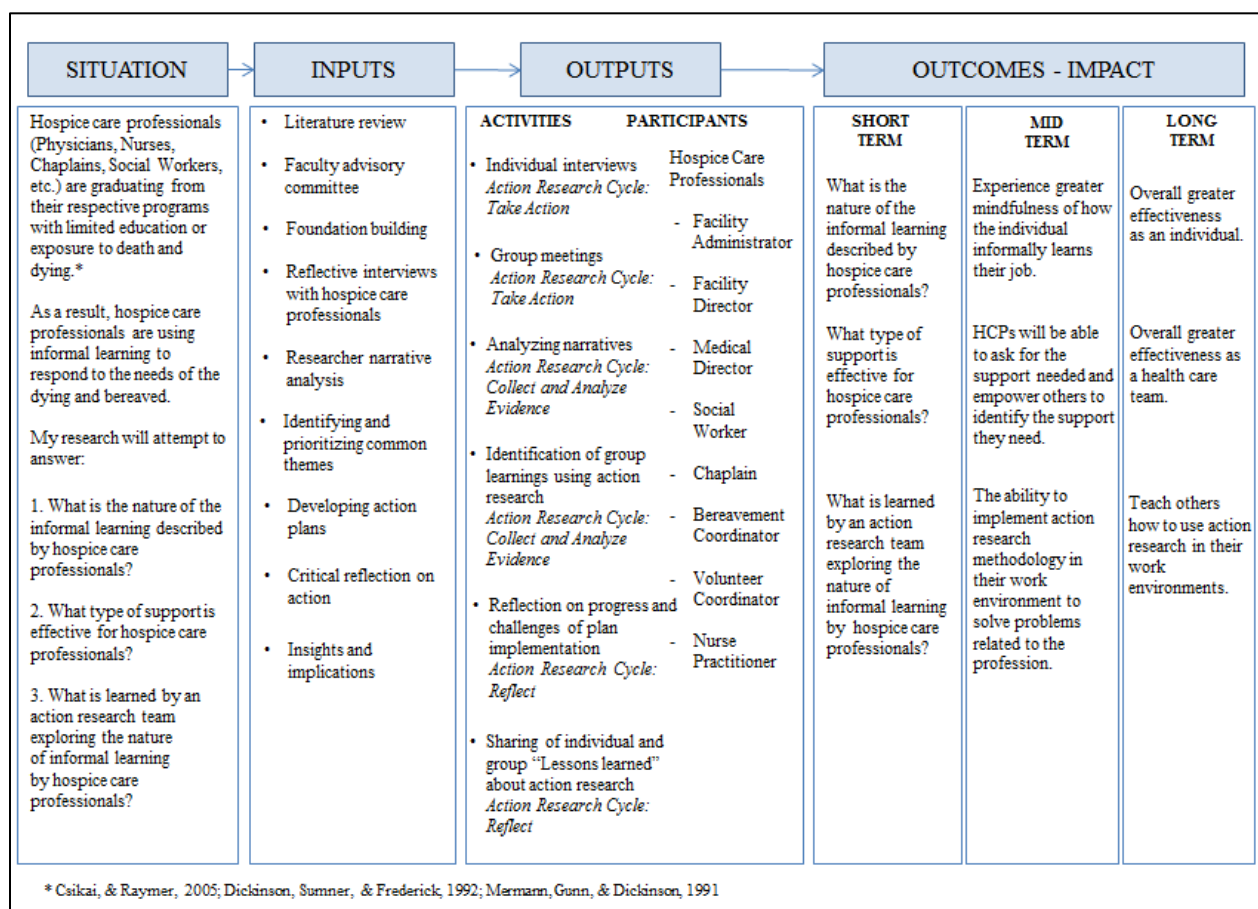 SITUATION
INPUTS
OUTPUTS
OUTCOMES - IMPACT
Hospice care professionals
(Physicians, Nurses,
Chaplains, Social Workers,
etc.) are graduating from
their respective programs
with limited education or
exposure to death and
dying.*
As a result, hospice care
professionals are using
informal learning to
respond to the needs of the
dying and bereaved.
My research will attempt to
answer:
1. What is the nature of the
informal learning described
by hospice care
professionals?
2. What type of support is
effective for hospice care
professionals?
3. What is learned by an
action research team
exploring the nature
of informal learning
by hospice care
professionals?
• Literature review
• Faculty advisory
committee
• Foundation building
• Reflective interviews
with hospice care
professionals
• Researcher narrative
analysis
• Identifying and
prioritizing common
themes
• Developing action
plans
• Critical reflection on
action
• Insights and
implications
ACTIVITIES
• Individual interviews
Action Research Cycle:
Take Action
• Group meetings
Action Research Cycle:
Take Action
• Analyzing narratives
Action Research Cycle:
Collect and Analyze
Evidence
• Identification of group
learnings using action
research
Action Research Cycle:
Collect and Analyze
Evidence
• Reflection on progress and
challenges of plan
implementation
Action Research Cycle:
Reflect
• Sharing of individual and
group “Lessons learned”
about action research
Action Research Cycle:
Reflect
PARTICIPANTS
Hospice Care
Professionals
- Facility
Administrator
- Facility
Director
- Medical
Director
- Social
Worker
- Chaplain
- Bereavement
Coordinator
- Volunteer
Coordinator
- Nurse
Practitioner
SHORT
TERM
What is the
nature of the
informal learning
described by
hospice care
professionals?
What type of
support is
effective for
hospice care
professionals?
What is learned
by an action
research team
exploring the
nature of
informal learning
by hospice care
professionals?
MID
TERM
Experience greater
mindfulness of how
the individual
informally learns
their job.
HCPs will be able
to ask for the
support needed and
empower others to
identify the support
they need.
The ability to
implement action
research
methodology in
their work
environment to
solve problems
related to the
profession.
LONG
TERM
Overall greater
effectiveness
as an individual.
Overall greater
effectiveness as
a health care
team.
Teach others
how to use action
research in their
work
environments.
* Csikai, & Raymer, 2005; Dickinson, Sumner, & Frederick, 1992; Mermann, Gunn, & Dickinson, 1991